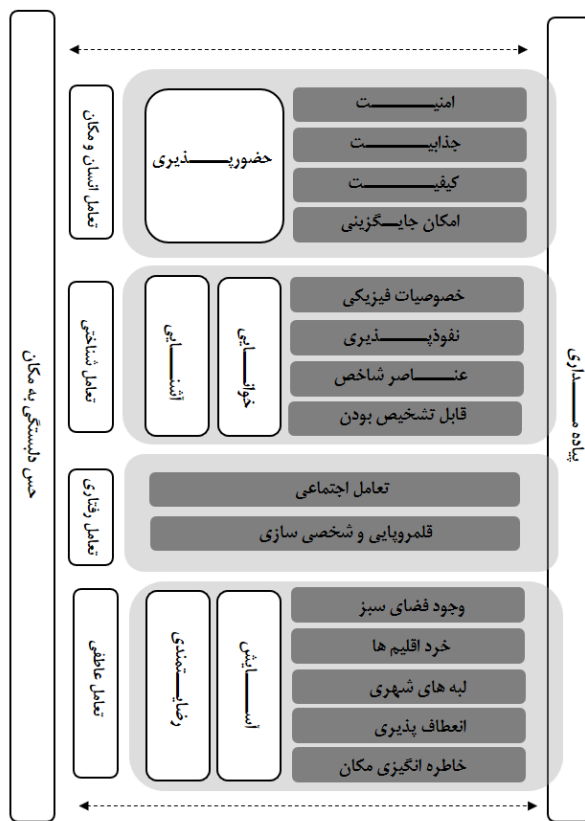 پیاده مداری
امنیت
جذابیت
کیفیت
امکان جایگزینی
حضورپذیری
تعامل انسان و مکان
خصوصیات فیزیکی
نفوذپذیری
عناصر شاخص
قابل تشخیص بودن
خوانایی
آشنایی
تعامل شناختی
تعامل اجتماعی
قلمروپایی و شخصی سازی
تعامل رفتاری
وجود فضای سبز
خرد اقلیم ها
لبه های شهری
انعطاف پذیری
خاطره انگیزی مکان
آسایش
رضایتمندی
تعامل عاطفی
حس دلبستگی به مکان